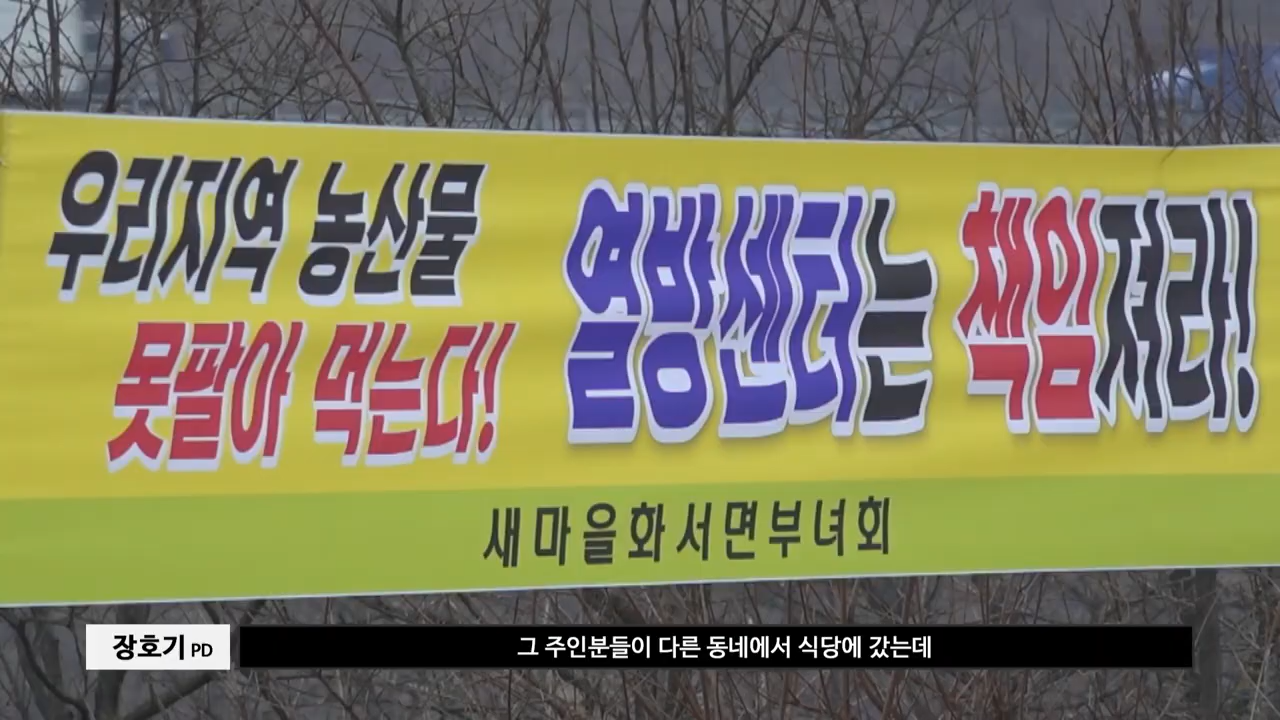 우리지역 농산물
못팔아 먹는다!
열방센터는 책임져라!
새마을화서면부녀회
장호기 PD
그 주인분들이 다른 동네에서 식당에 갔는데